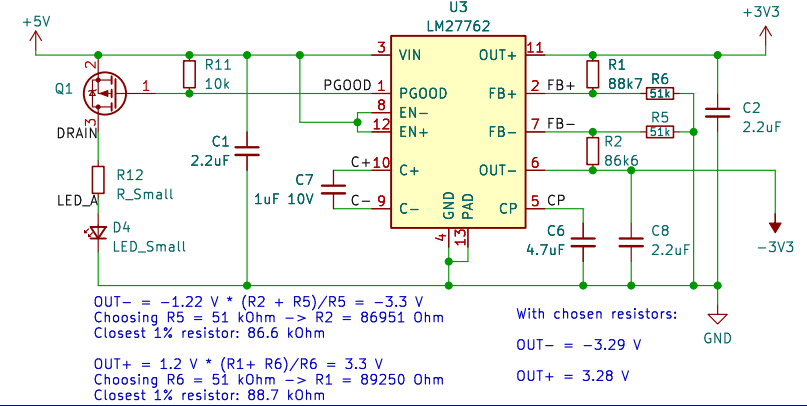 U3
LM27762
+5V
+3V3
3
VIN
OUT+
11
2
R11
10k
R1
88k7
Q1
1
PGOOD
1
PGOOD
FB+
2
FB+
R6
51k
8
EN-
12
EN+
FB-
7
FB-
R5
51k
C2
2.2uF
3
DRAIN
C1
2.2uF
R2
86k6
C+
10
C+
OUT-
6
R12
R_Small
C7
1uF 10V
LED_A
C-
9
C-
GND
PAD
CP
5
CP
4
13
D4
LED_Small
C6
4.7uF
C8
2.2uF
-3V3
GND
OUT- = -1.22 V * (R2 + R5)/R5 = -3.3 V
Choosing R5 = 51 kOhm -> R2 = 86951 Ohm
Closest 1% resistor: 86.6 kOhm
OUT+ = 1.2 V * (R1+ R6)/R6 = 3.3 V
Choosing R6 = 51 kOhm -> R1 = 89250 Ohm
Closest 1% resistor: 88.7 kOhm
With chosen resistors:
OUT- = -3.29 V
OUT+ = 3.28 V